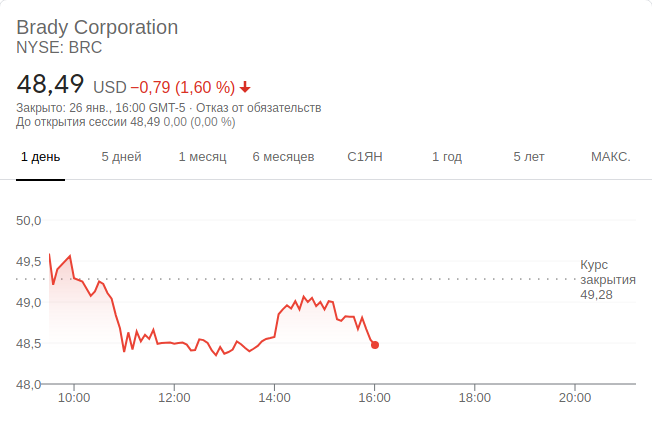 Brady Corporation
NYSE: BRC
48,49 USD −0,79 (1,60 %)
Закрыто: 26 янв., 16:00 GMT-5 · Отказ от обязательств
До открытия сессии 48,49 0,00 (0,00 %)
1 день 5 дней 1 месяц 6 месяцев С1ЯН 1 год 5 лет МАКС.
50,0
49,5
49,0
48,5
48,0
Курс
закрытия
49,28
10:00 12:00 14:00 16:00 18:00 20:00